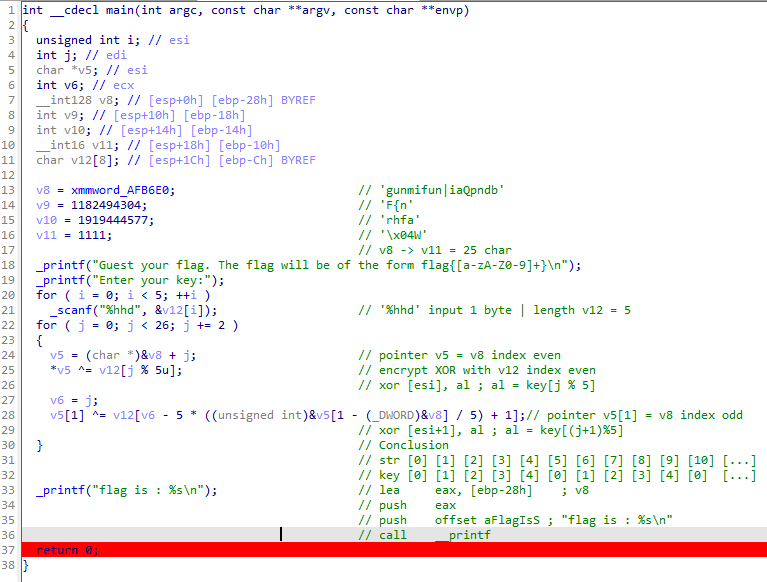 1 int __cdecl main(int argc, const char **argv, const char **envp)
2 {
3 unsigned int i; // esi
4 int j; // edi
5 char *v5; // esi
6 int v6; // ecx
7 __int128 v8; // [esp+0h] [ebp-28h] BYREF
8 int v9; // [esp+10h] [ebp-18h]
9 int v10; // [esp+14h] [ebp-14h]
10 __int16 v11; // [esp+18h] [ebp-10h]
11 char v12[8]; // [esp+1Ch] [ebp-Ch] BYREF
12
13 v8 = xmmword_AFB6E0; // 'gunmifun|iaQpndb'
14 v9 = 1182494304; // 'F{n'
15 v10 = 1919444577; // 'rhfa'
16 v11 = 1111; // '\x04W'
17 // v8 -> v11 = 25 char
18 _printf("Guest your flag. The flag will be of the form flag{[a-zA-Z0-9]+}\n");
19 _printf("Enter your key:");
20 for ( i = 0; i < 5; ++i )
21 _scanf("%hhd", &v12[i]); // '%hhd' input 1 byte | length v12 = 5
22 for ( j = 0; j < 26; j += 2 )
23 {
24 v5 = (char *)&v8 + j; // pointer v5 = v8 index even
25 *v5 ^= v12[j % 5u]; // encrypt XOR with v12 index even
26 // xor [esi], al ; al = key[j % 5]
27 v6 = j;
28 v5[1] ^= v12[v6 - 5 * ((unsigned int)&v5[1 - (_DWORD)&v8] / 5) + 1];// pointer v5[1] = v8 index odd
29 // xor [esi+1], al ; al = key[(j+1)%5]
30 } // Conclusion
31 // str [0] [1] [2] [3] [4] [5] [6] [7] [8] [9] [10] [...]
32 // key [0] [1] [2] [3] [4] [0] [1] [2] [3] [4] [0] [...]
33 _printf("flag is : %s\n"); // lea eax, [ebp-28h] ; v8
34 // push eax
35 // push offset aFlagIsS ; "flag is : %s\n"
36 // call __printf
37 return 0;
38 }